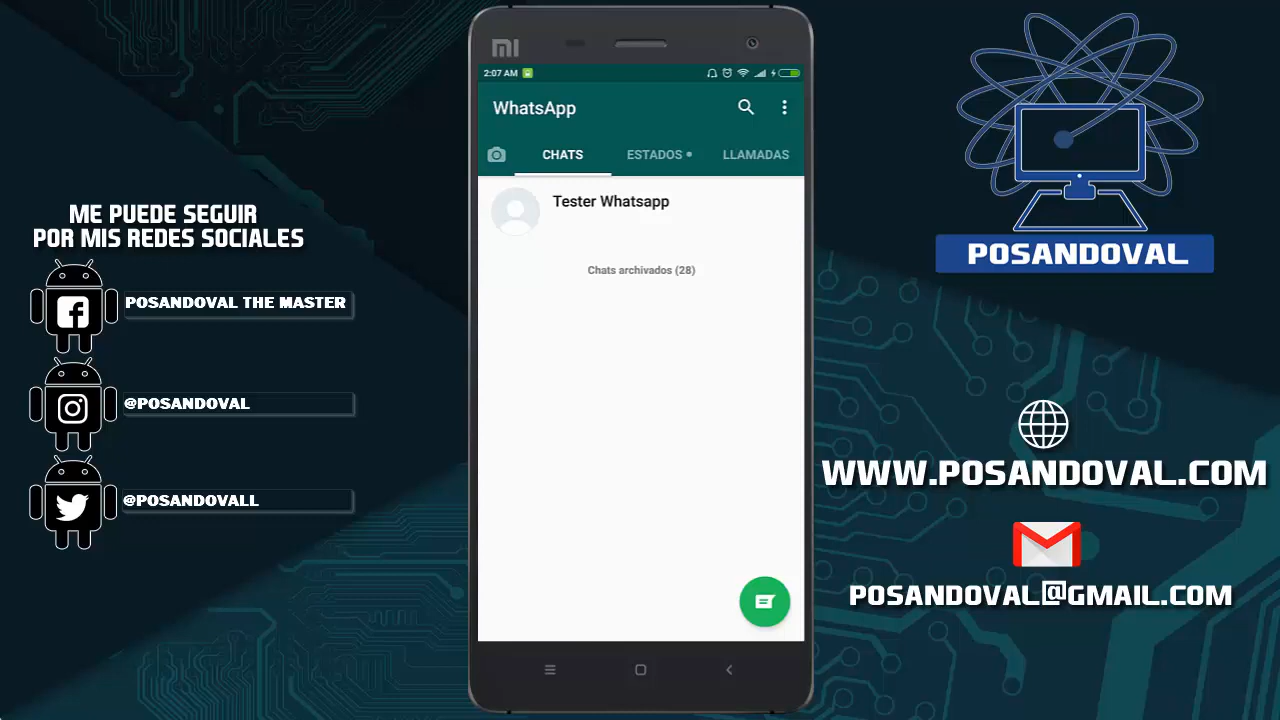 ME PUEDE SEGUIR
POR MIS REDES SOCIALES
POSANDOVAL THE MASTER
@POSANDOVAL
@POSANDOVALL
MI
2:07 AM
WhatsApp
CHATS
ESTADOS
LLAMADAS
Tester Whatsapp
Chats archivados (28)
POSANDOVAL
WWW.POSANDOVAL.COM
POSANDOVAL@GMAIL.COM